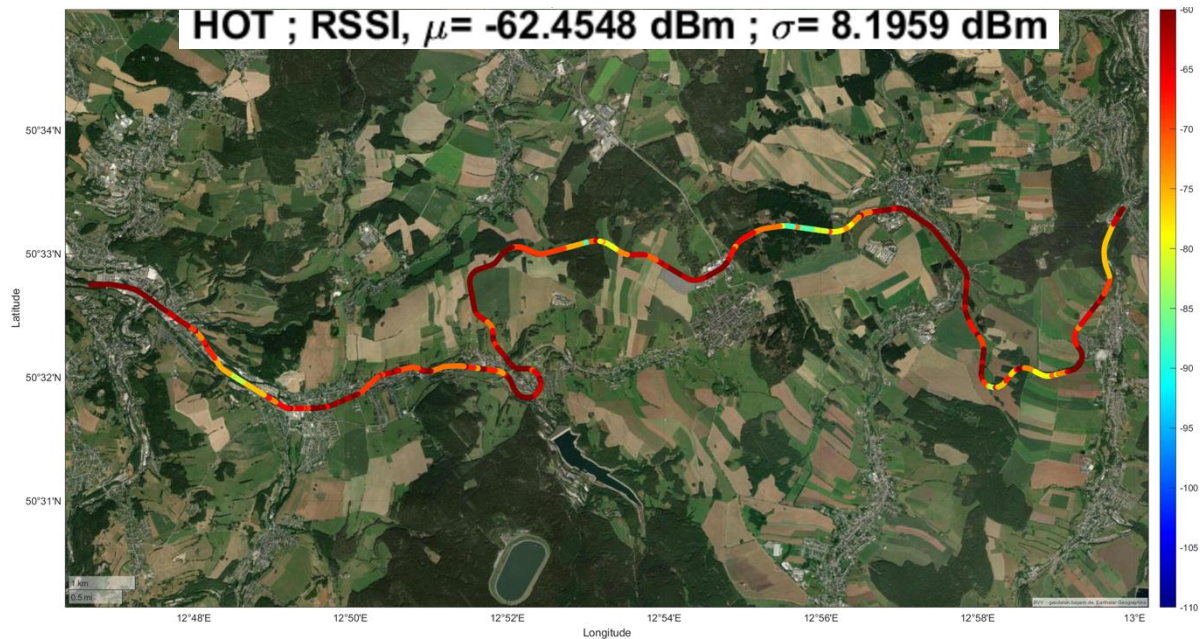 HOT ; RSSI, μ= -62.4548 dBm ; σ= 8.1959 dBm
-60
-65
-70
-75
-80
-85
-90
-95
-100
-105
-110
50°34'N
50°33'N
50°32'N
50°31'N
Latitude
1 km
0.5 mi
12°48'E
12°50'E
12°52'E
12°54'E
12°56'E
12°58'E
13°E
Longitude